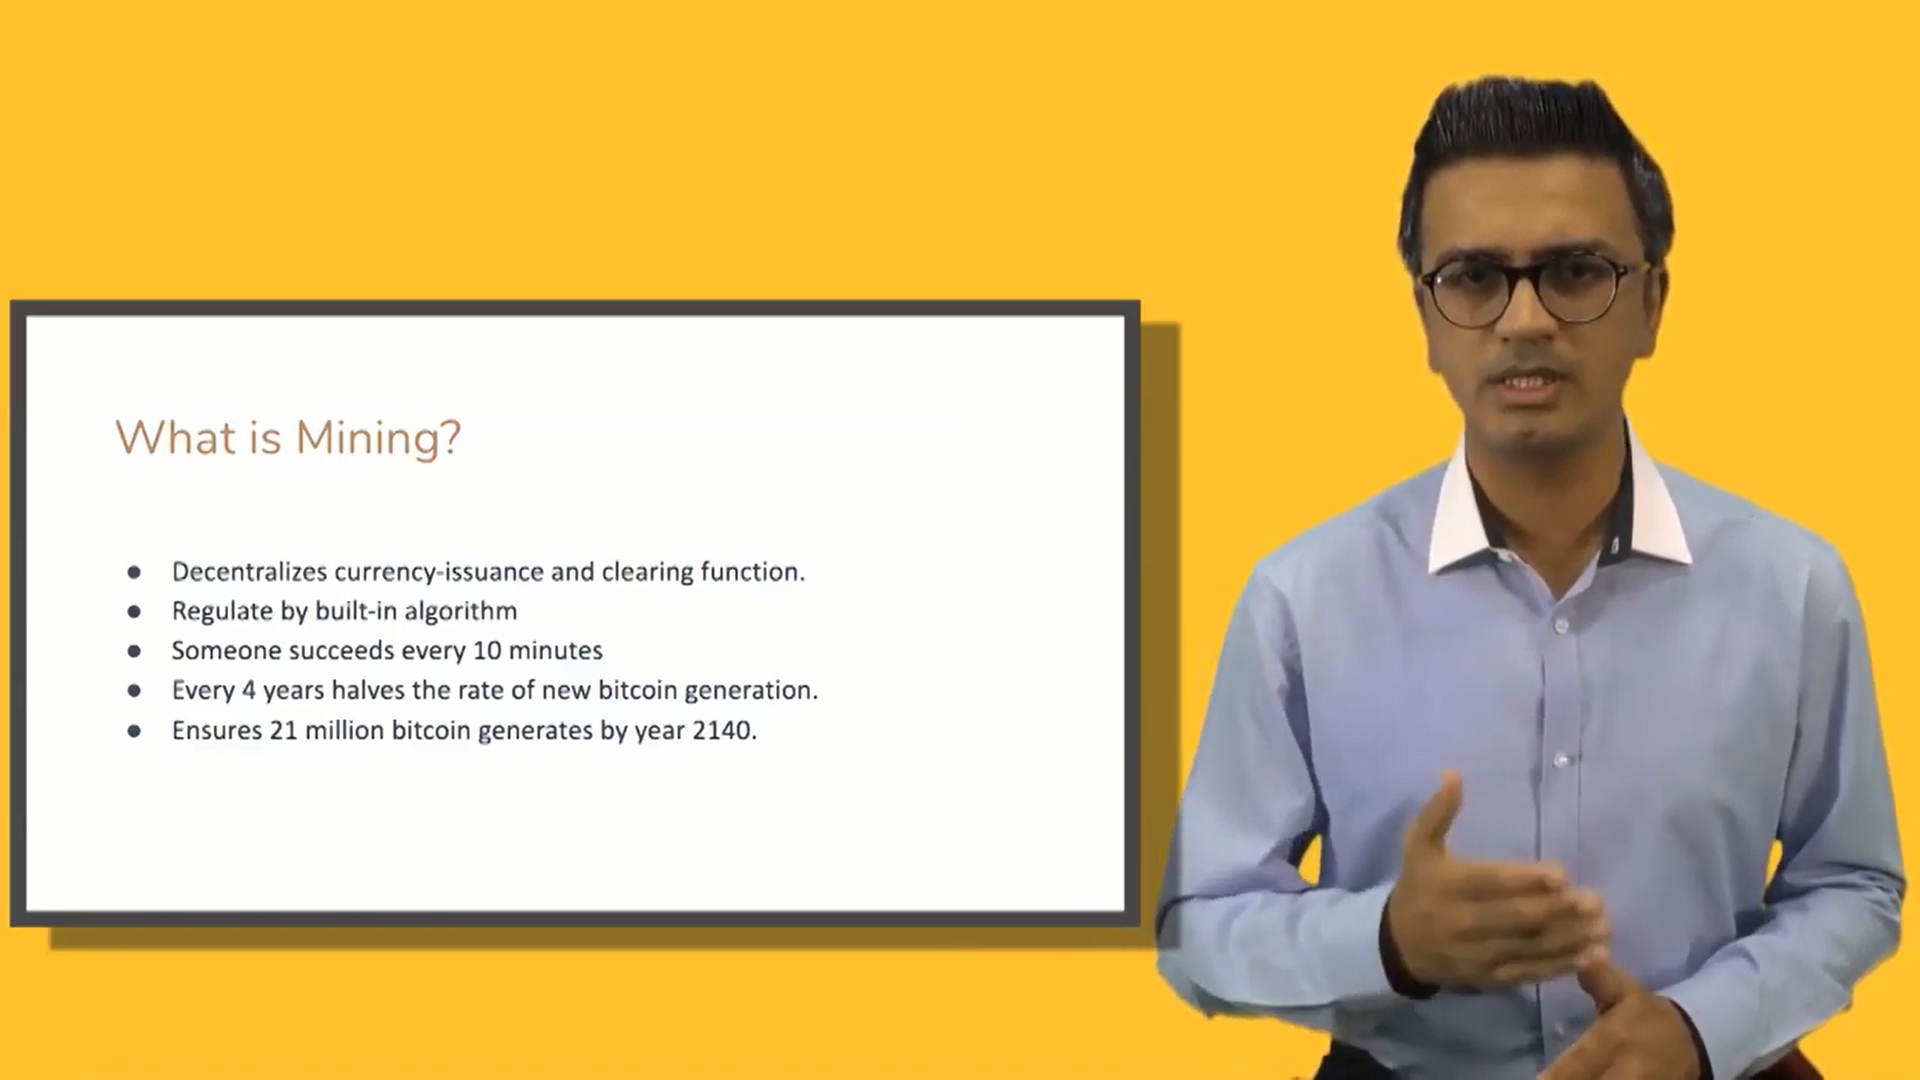 What is Mining?
● Decentralizes currency-issuance and clearing function.
● Regulate by built-in algorithm
● Someone succeeds every 10 minutes
● Every 4 years halves the rate of new bitcoin generation.
● Ensures 21 million bitcoin generates by year 2140.